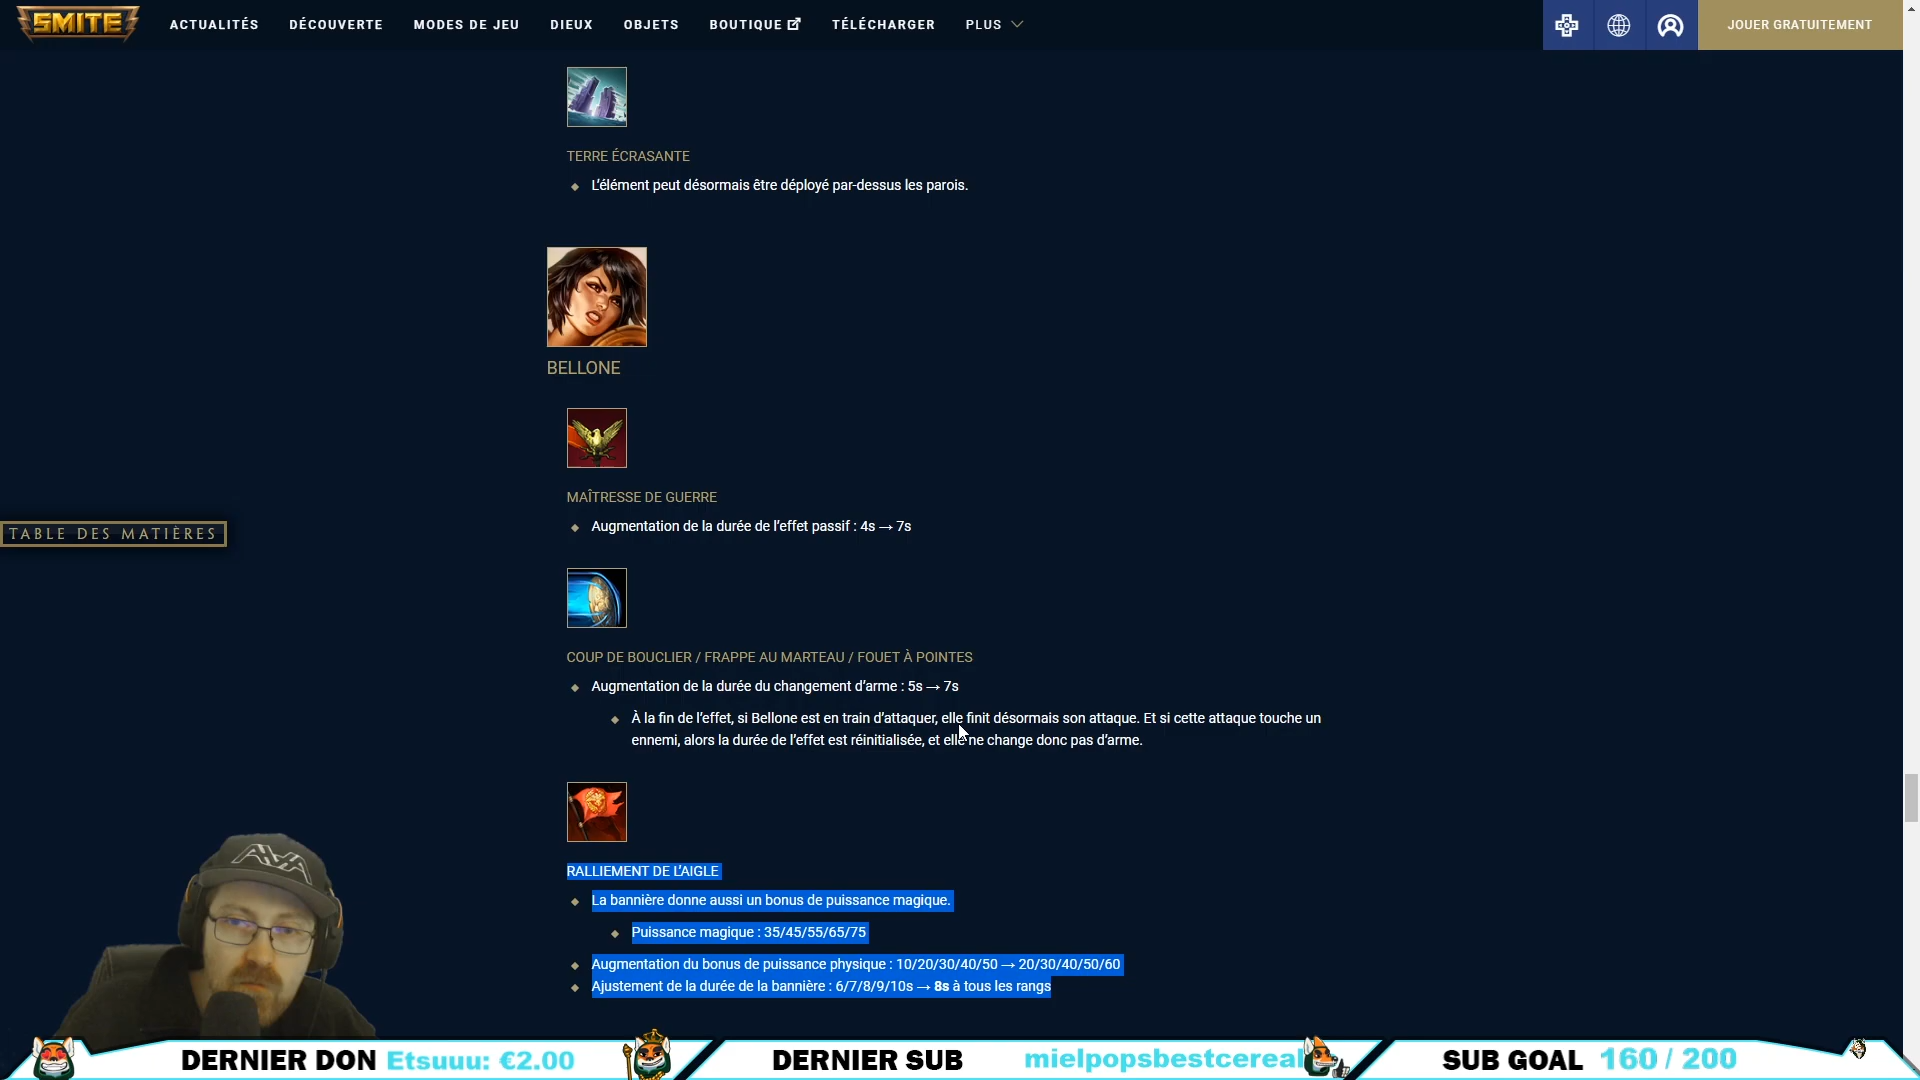 SMITE
ACTUALITÉS DÉCOUVERTE MODES DE JEU DIEUX OBJETS BOUTIQUE TÉLÉCHARGER PLUS
JOUER GRATUITEMENT
TERRE ÉCRASANTE
L'élément peut désormais être déployé par-dessus les parois.
BELLONE
MAÎTRESSE DE GUERRE
Augmentation de la durée de l'effet passif : 4s → 7s
TABLE DES MATIÈRES
COUP DE BOUCLIER / FRAPPE AU MARTEAU / FOUET À POINTES
Augmentation de la durée du changement d'arme : 5s → 7s
À la fin de l'effet, si Bellone est en train d'attaquer, elle finit désormais son attaque. Et si cette attaque touche un
ennemi, alors la durée de l'effet est réinitialisée, et elle ne change donc pas d'arme.
RALLIEMENT DE L'AIGLE
La bannière donne aussi un bonus de puissance magique.
Puissance magique : 35/45/55/65/75
Augmentation du bonus de puissance physique : 10/20/30/40/50 → 20/30/40/50/60
Ajustement de la durée de la bannière : 6/7/8/9/10s → 8s à tous les rangs
AVA
DERNIER DON Etsuuu: €2.00
DERNIER SUB mielpopsbestcereal
SUB GOAL 160 / 200